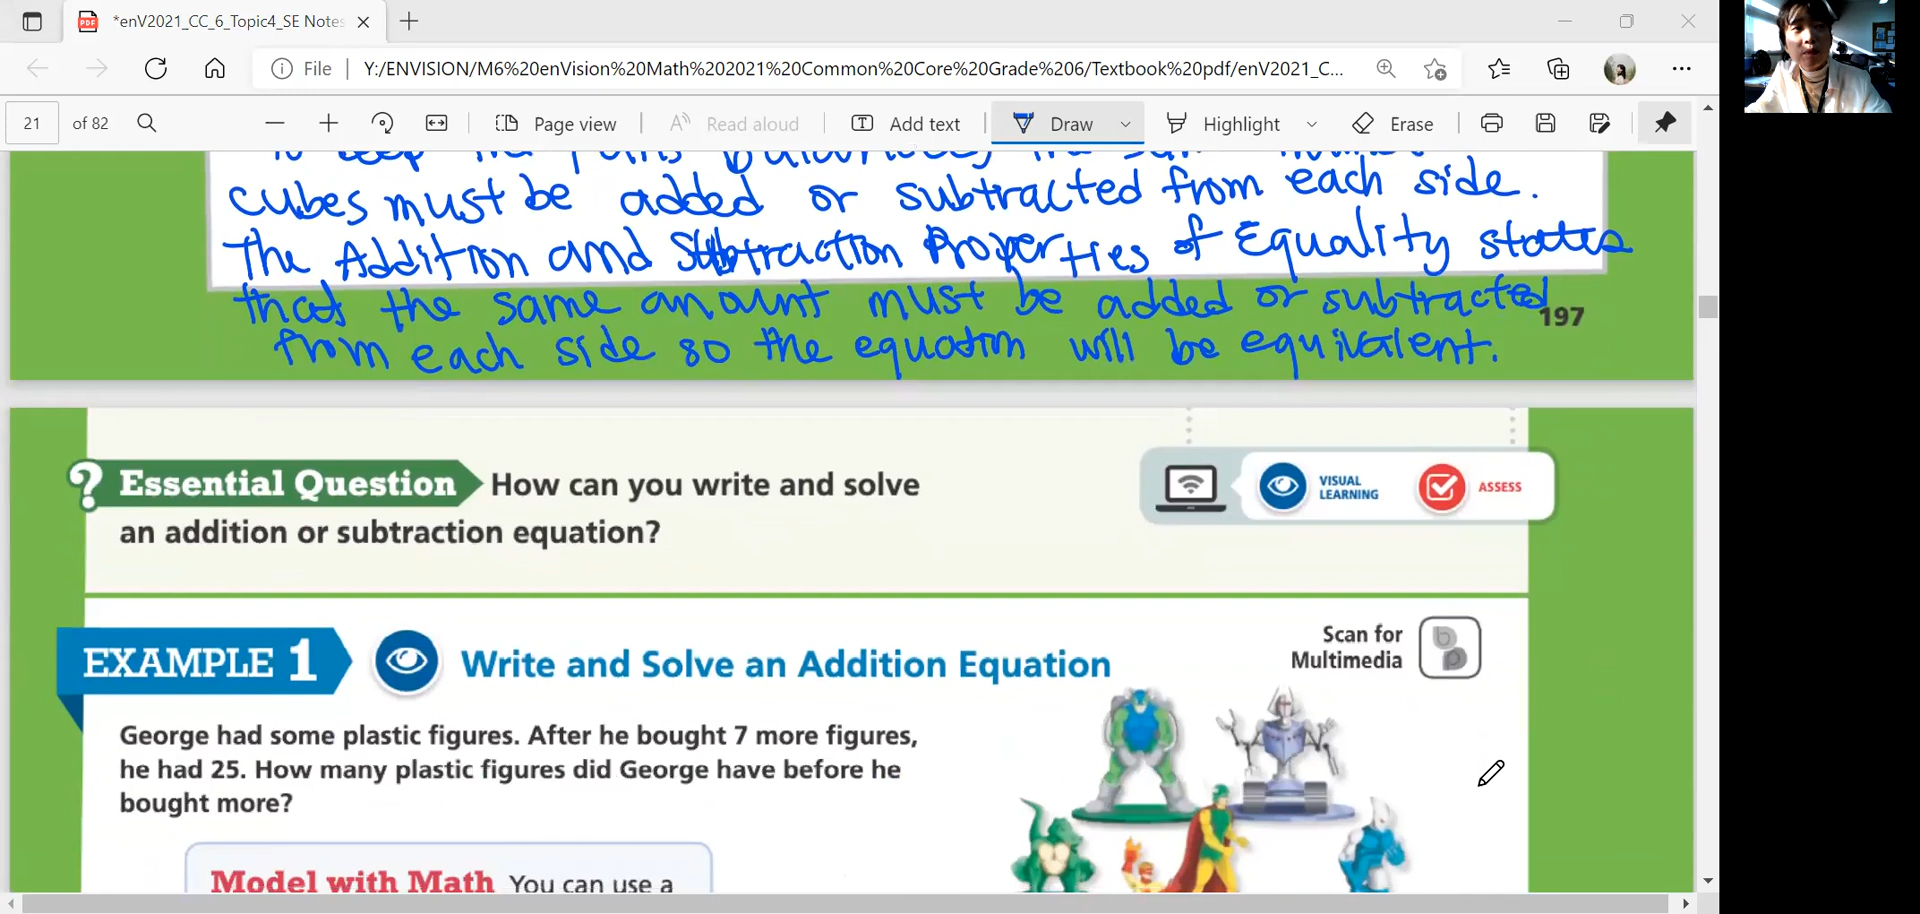 *enV2021_CC_6_Topic4_SE Notes
File
Y:/ENVISION/M6%20enVision%20Math%202021%20Common%20Core%20Grade%206/Textbook%20pdf/enV2021_C...
21 of 82
Page view
Read aloud
Add text
Draw
Highlight
Erase
cubes must be added or subtracted from each side.
The Addition and Subtraction Properties of Equality states
that the same amount must be added or subtracted
197
from each side so the equation will be equivalent.
? Essential Question How can you write and solve
an addition or subtraction equation?
VISUAL
LEARNING
ASSESS
EXAMPLE 1
Write and Solve an Addition Equation
Scan for
Multimedia
George had some plastic figures. After he bought 7 more figures,
he had 25. How many plastic figures did George have before he
bought more?
Model with Math You can use a